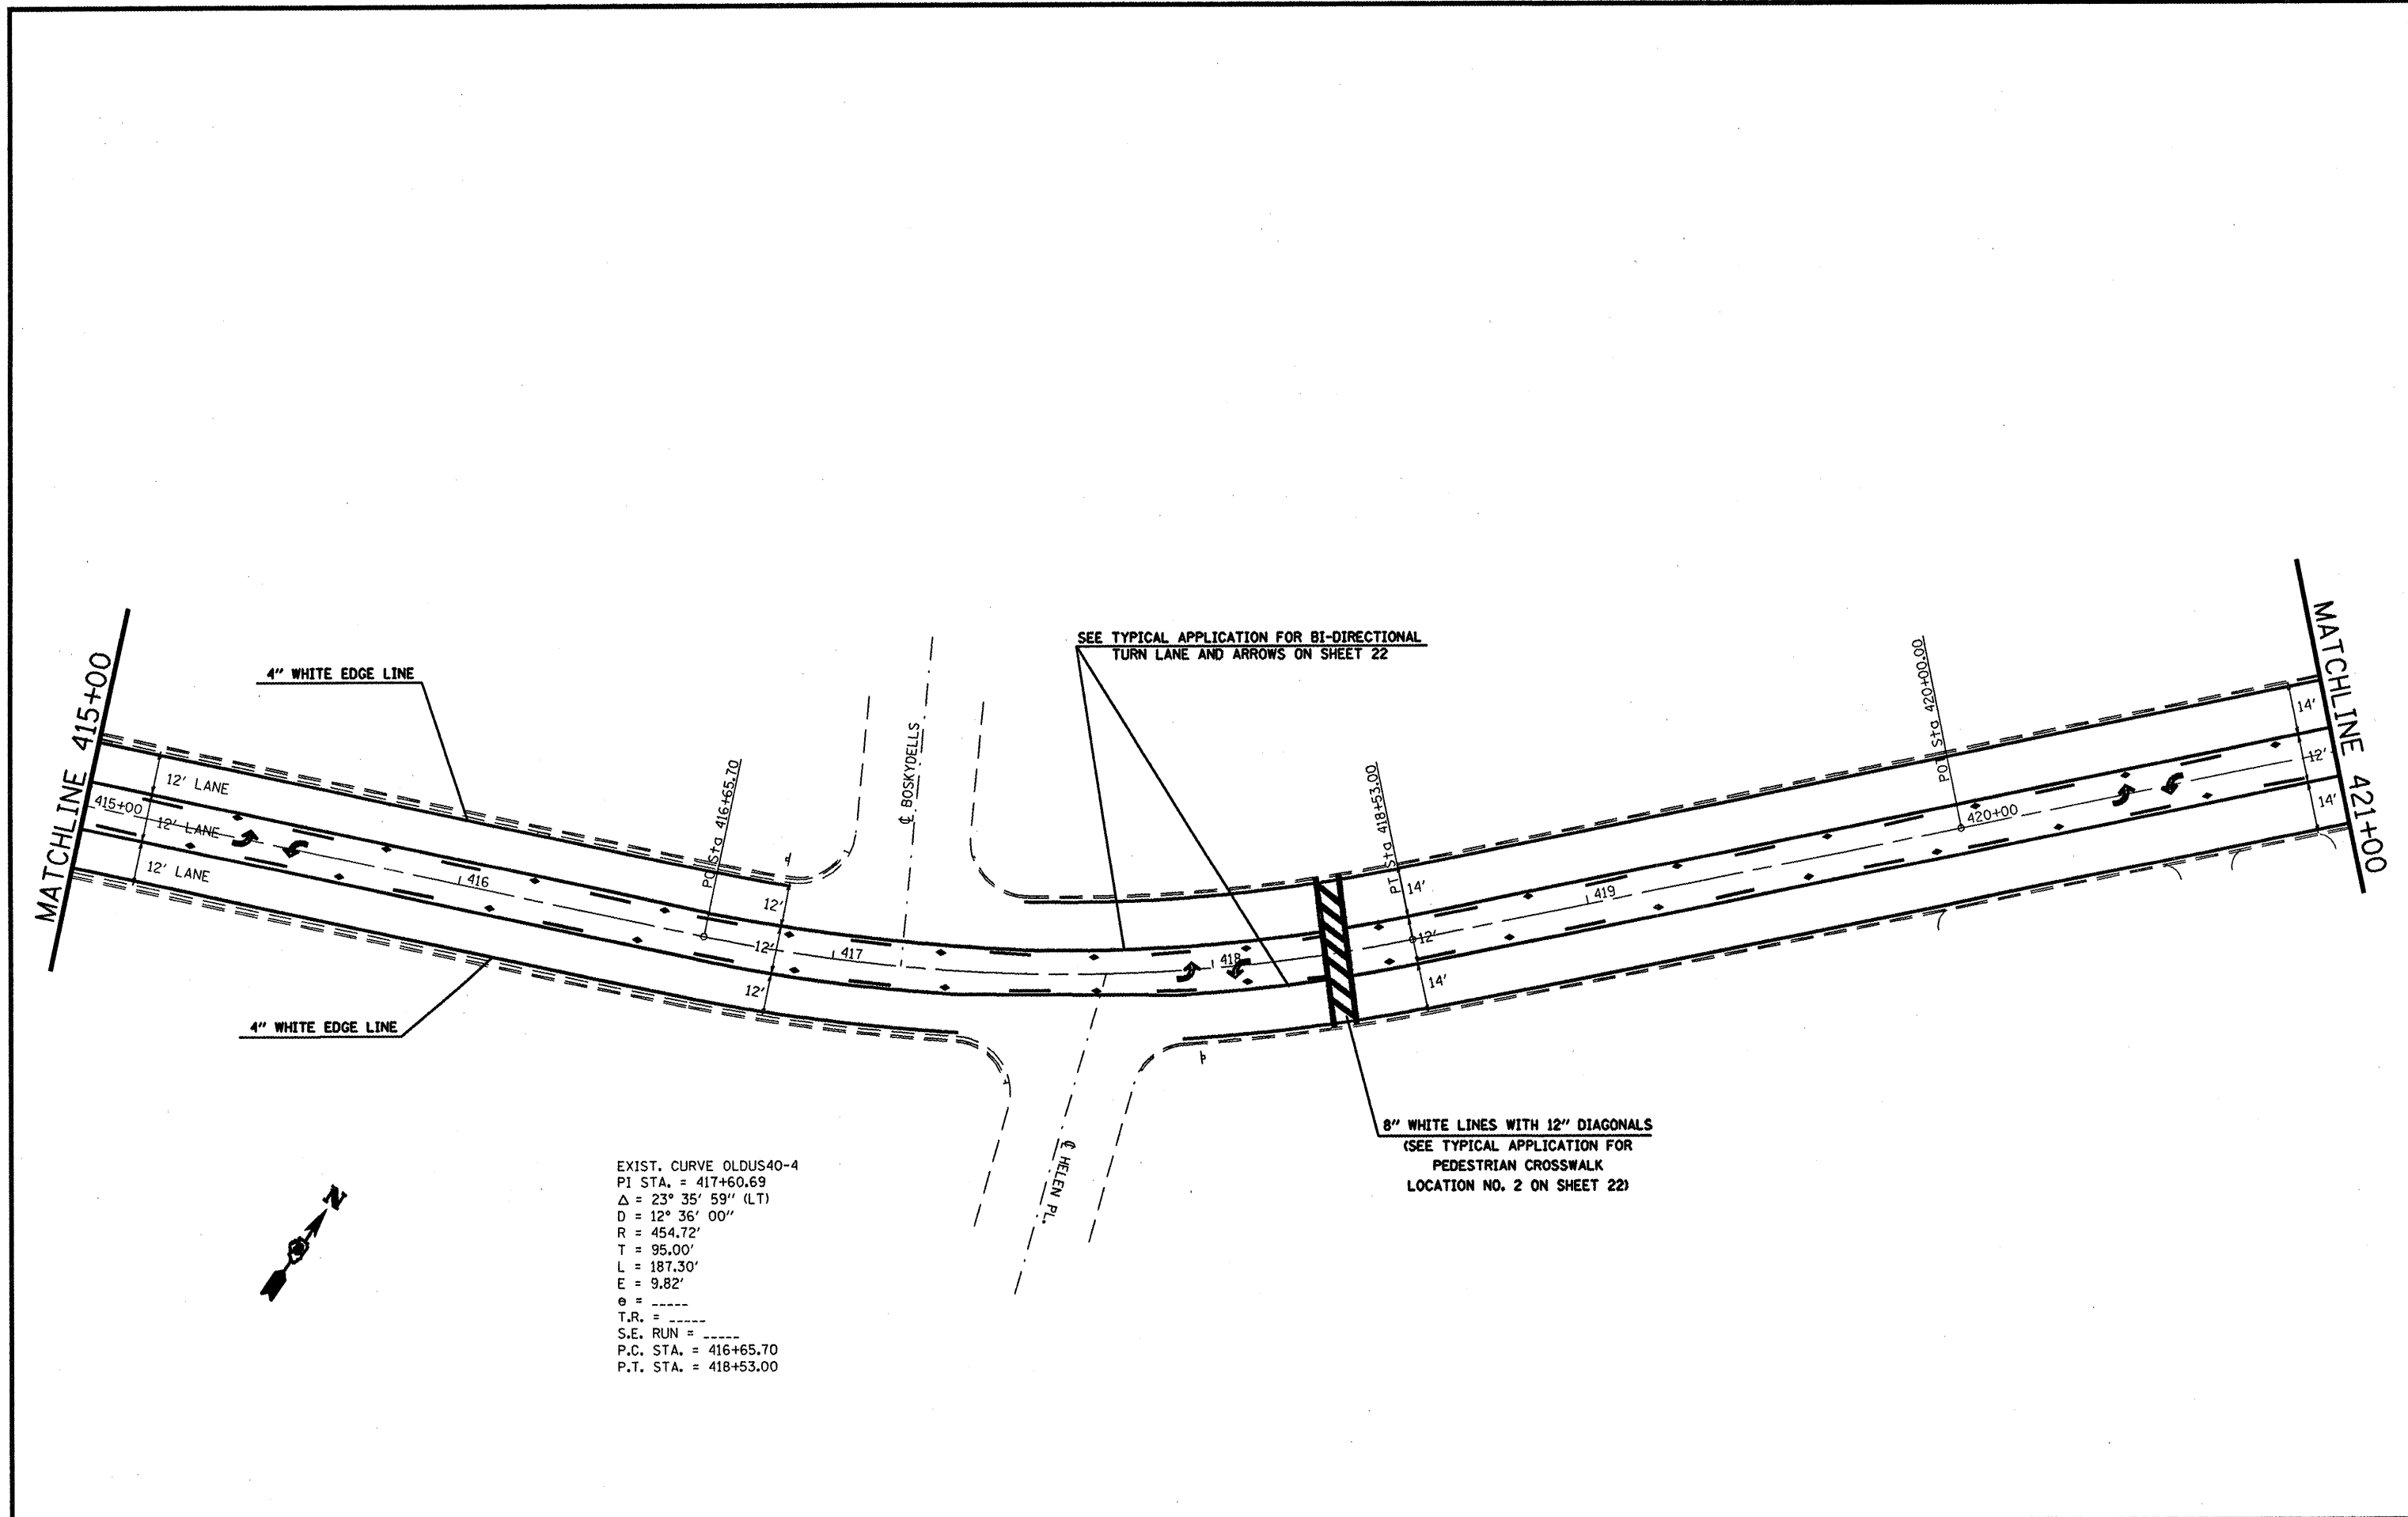 SEE TYPICAL APPLICATION FOR BI-DIRECTIONAL
TURN LANE AND ARROWS ON SHEET 22
4" WHITE EDGE LINE
MATCHLINE 415+00
MATCHLINE 421+00
12' LANE
415+00
12' LANE
12' LANE
416
PC Sta 416+65.70
12'
12'
12'
417
℄ BOSKYDELLS
418
PT Sta 418+53.00
14'
12'
14'
419
POT Sta 420+00.00
420+00
14'
12'
14'
4" WHITE EDGE LINE
℄ HELEN PL.
8" WHITE LINES WITH 12" DIAGONALS
(SEE TYPICAL APPLICATION FOR
PEDESTRIAN CROSSWALK
LOCATION NO. 2 ON SHEET 22)
N
EXIST. CURVE OLDUS40-4
PI STA. = 417+60.69
Δ = 23° 35' 59" (LT)
D = 12° 36' 00"
R = 454.72'
T = 95.00'
L = 187.30'
E = 9.82'
e = _____
T.R. = _____
S.E. RUN = _____
P.C. STA. = 416+65.70
P.T. STA. = 418+53.00